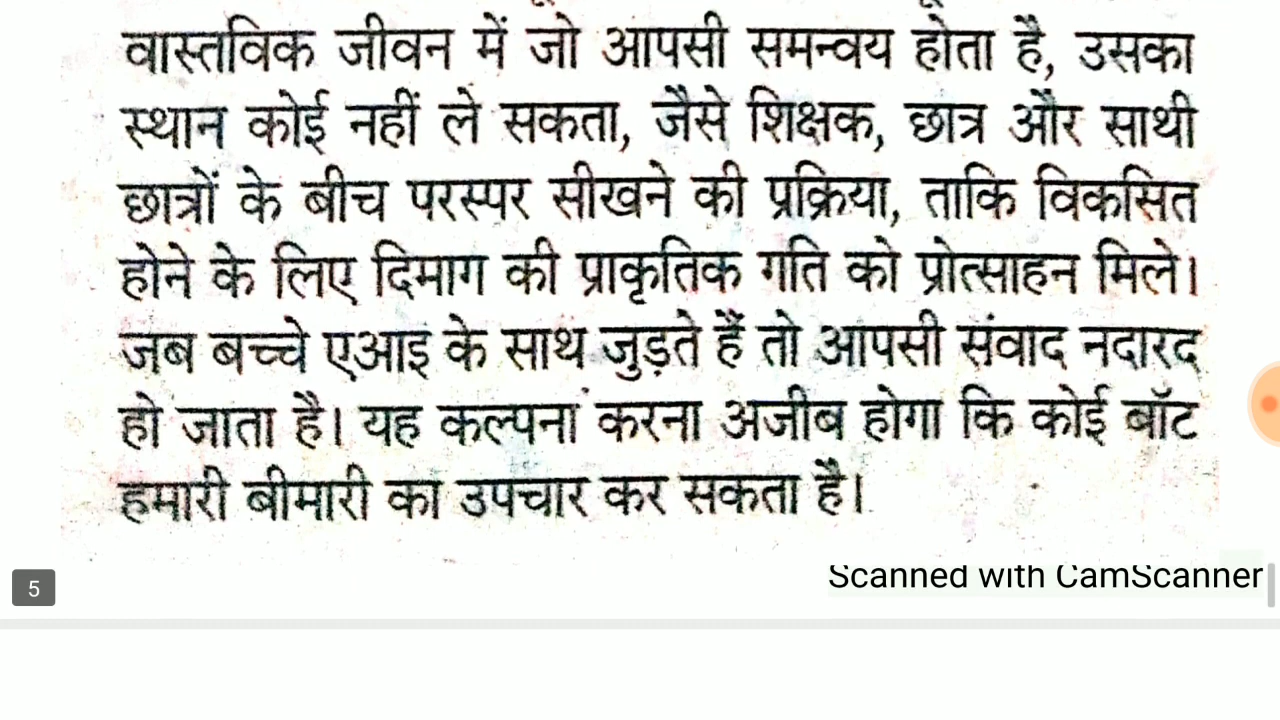 वास्तविक जीवन में जो आपसी समन्वय होता है, उसका
स्थान कोई नहीं ले सकता, जैसे शिक्षक, छात्र और साथी
छात्रों के बीच परस्पर सीखने की प्रक्रिया, ताकि विकसित
होने के लिए दिमाग की प्राकृतिक गति को प्रोत्साहन मिले।
जब बच्चे एआइ के साथ जुड़ते हैं तो आपसी संवाद नदारद
हो जाता है। यह कल्पना करना अजीब होगा कि कोई बॉट
हमारी बीमारी का उपचार कर सकता है।
5
Scanned with CamScanner